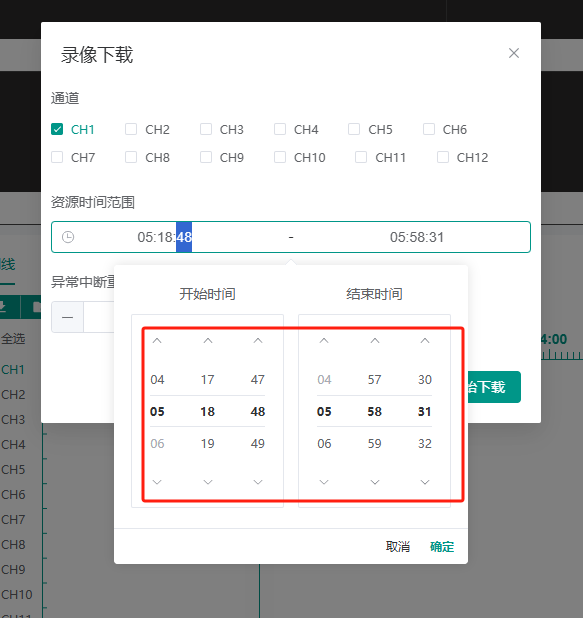 录像下载
通道
CH1 CH2 CH3 CH4 CH5 CH6
CH7 CH8 CH9 CH10 CH11 CH12
资源时间范围
05:18:48 - 05:58:31
线
异常中断重
开始时间 结束时间
全选
4:00
04 17 47 04 57 30
05 18 48 05 58 31
06 19 49 06 59 32
始下载
取消 确定
CH1
CH2
CH3
CH4
CH5
CH6
CH7
CH8
CH9
CH10
CH11